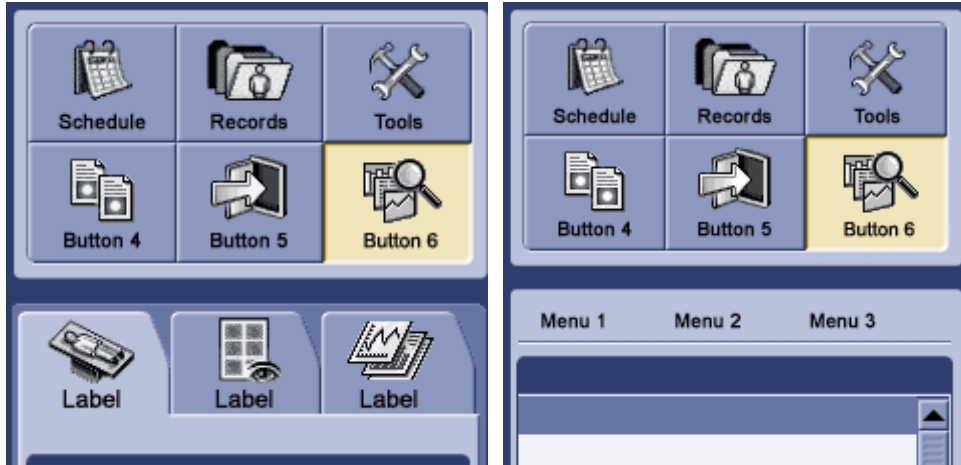 Schedule Records Tools
Button 4 Button 5 Button 6
Label Label Label
Schedule Records Tools
Button 4 Button 5 Button 6
Menu 1 Menu 2 Menu 3